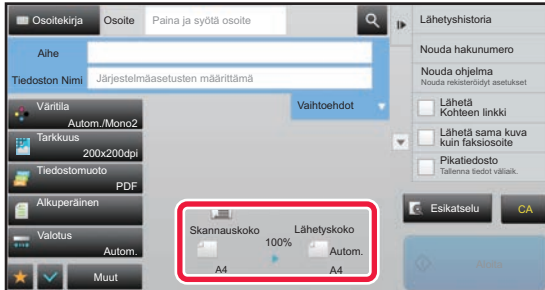 Osoitekirja
Osoite
Paina ja syötä osoite
Aihe
Tiedoston Nimi
Järjestelmäasetusten määrittämä
Väritila
Autom./Mono2
Tarkkuus
200x200dpi
Tiedostomuoto
PDF
Alkuperäinen
Valotus
Autom.
Muut
Vaihtoehdot
Skannauskoko
100%
Lähetyskoko
Autom.
A4
A4
Lähetyshistoria
Nouda hakunumero
Nouda ohjelma
Nouda rekisteröidyt asetukset
Lähetä
Kohteen linkki
Lähetä sama kuva
kuin faksiosoite
Pikatiedosto
Tallenna tiedot väliaik.
Esikatselu
CA